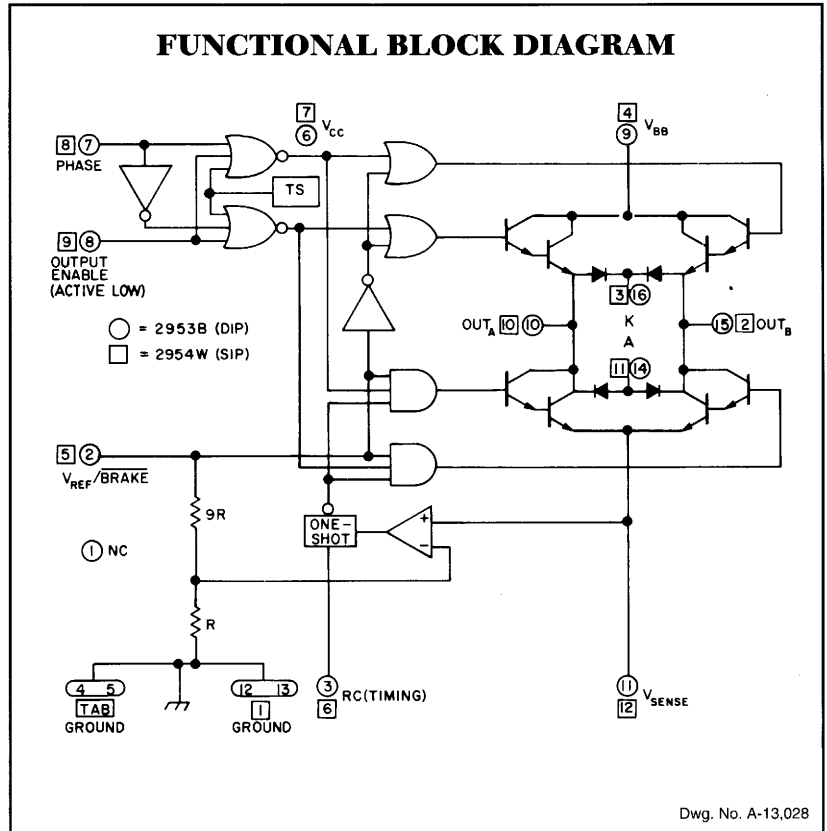 FUNCTIONAL BLOCK DIAGRAM
7
6 VCC
4
9 VBB
8 7
PHASE
TS
9 8
OUTPUT
ENABLE
(ACTIVE LOW)
= 2953B (DIP)
= 2954W (SIP)
3 16
OUTA 10 10
K
15 2 OUTB
A
11 14
5 2
VREF/BRAKE
9R
ONE-
SHOT
+
−
1 NC
R
4 5
TAB
GROUND
12 13
1
GROUND
3 RC(TIMING)
6
11 VSENSE
12
Dwg. No. A-13,028